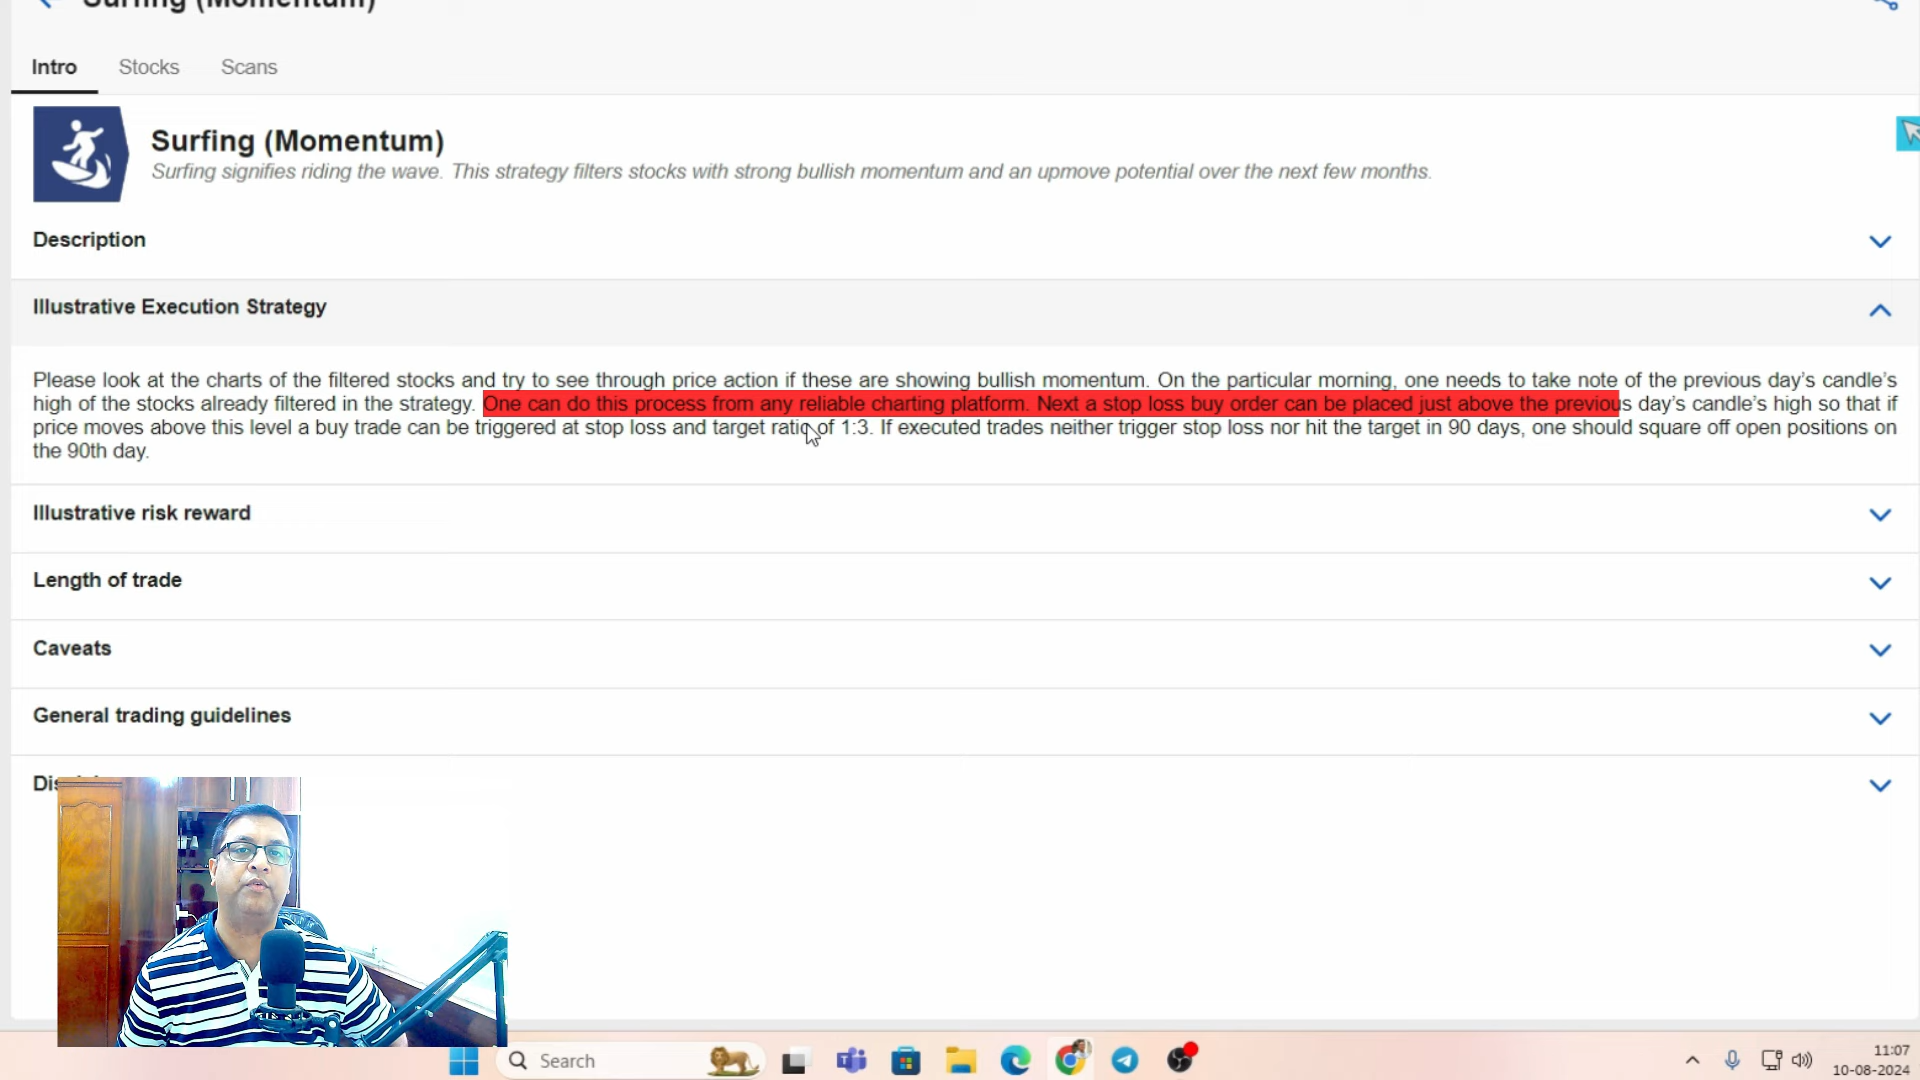 Surfing (Momentum)
Intro
Stocks
Scans
Surfing (Momentum)
Surfing signifies riding the wave. This strategy filters stocks with strong bullish momentum and an upmove potential over the next few months.
Description
Illustrative Execution Strategy
Please look at the charts of the filtered stocks and try to see through price action if these are showing bullish momentum. On the particular morning, one needs to take note of the previous day’s candle’s
high of the stocks already filtered in the strategy. One can do this process from any reliable charting platform. Next a stop loss buy order can be placed just above the previous day’s candle’s high so that if
price moves above this level a buy trade can be triggered at stop loss and target ratio of 1:3. If executed trades neither trigger stop loss nor hit the target in 90 days, one should square off open positions on
the 90th day.
Illustrative risk reward
Length of trade
Caveats
General trading guidelines
Search
11:07
10-08-2024